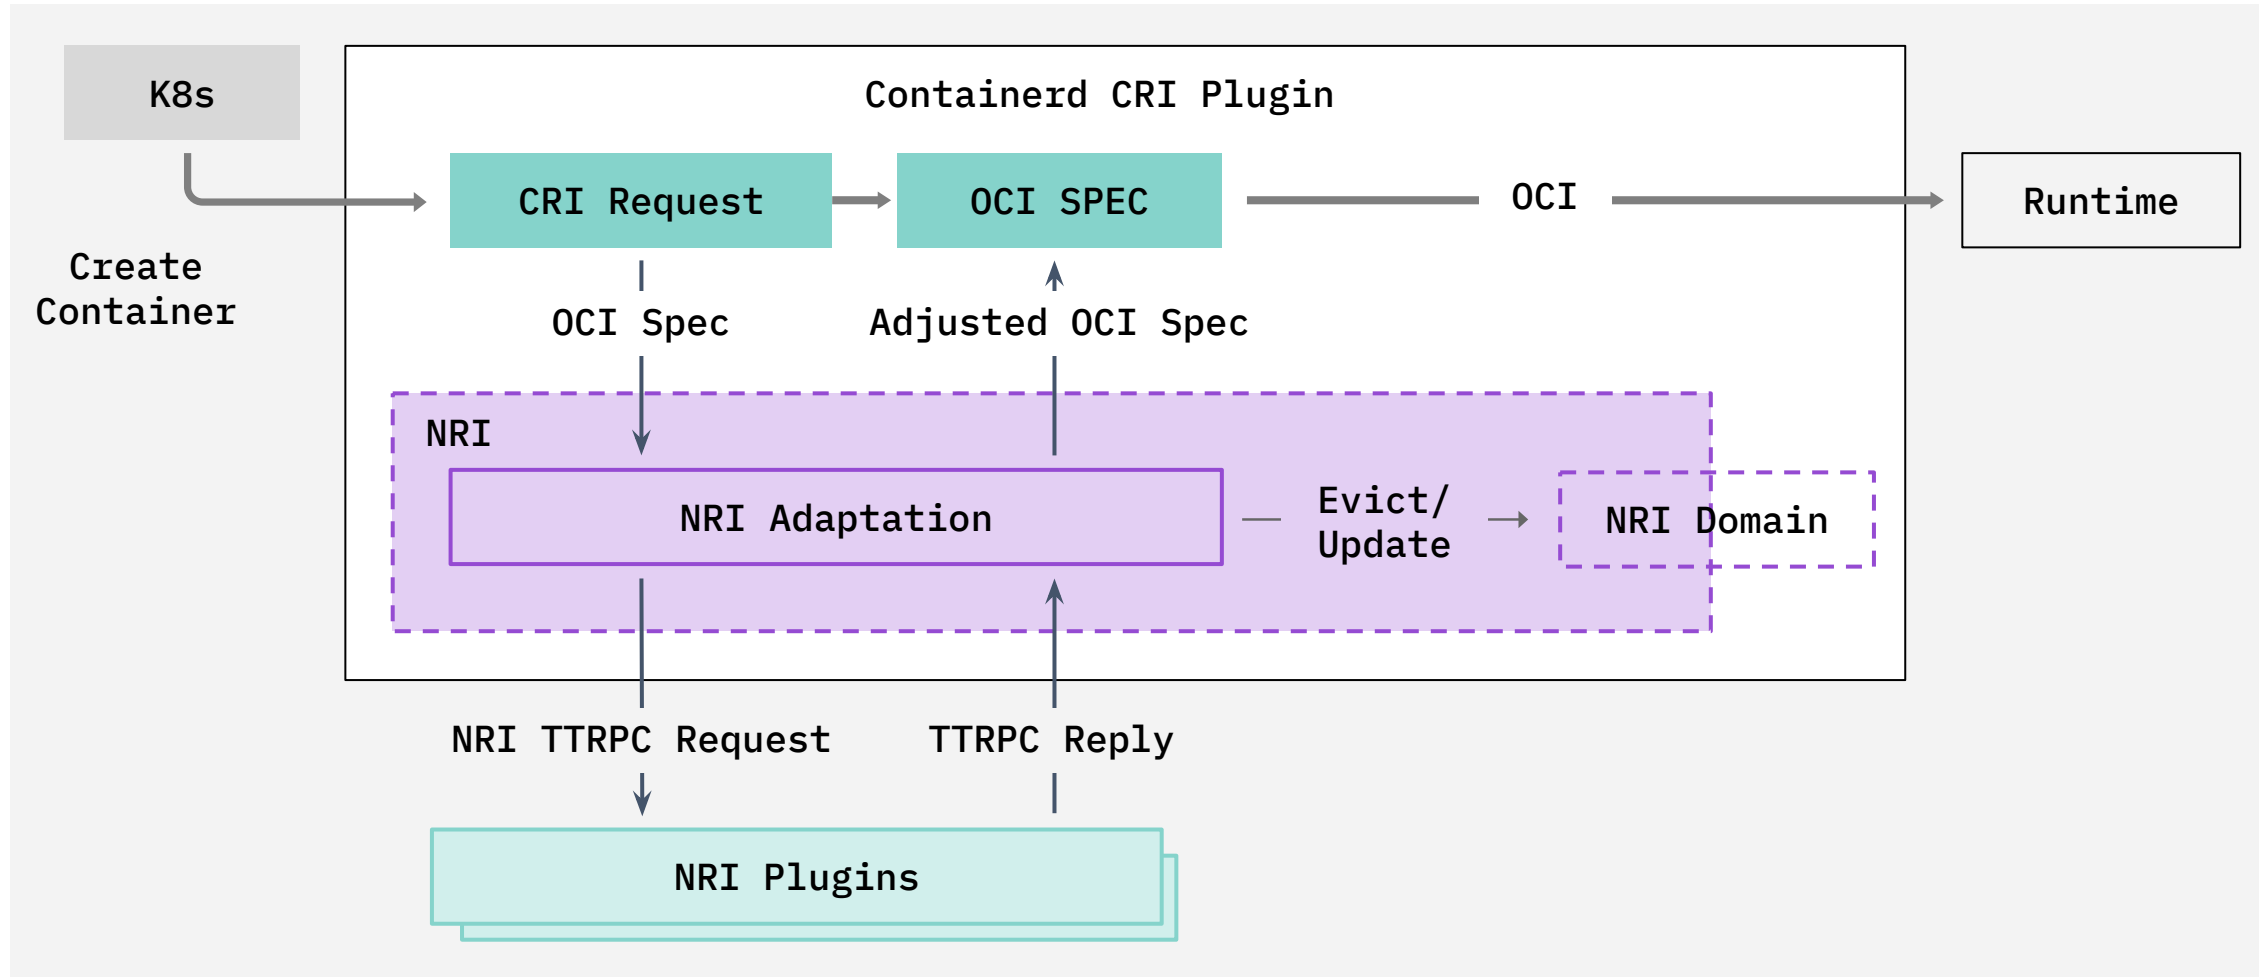 K8s
Containerd CRI Plugin
CRI Request
OCI SPEC
OCI
Runtime
Create
Container
OCI Spec
Adjusted OCI Spec
NRI
NRI Adaptation
Evict/
Update
NRI Domain
NRI TTRPC Request
TTRPC Reply
NRI Plugins